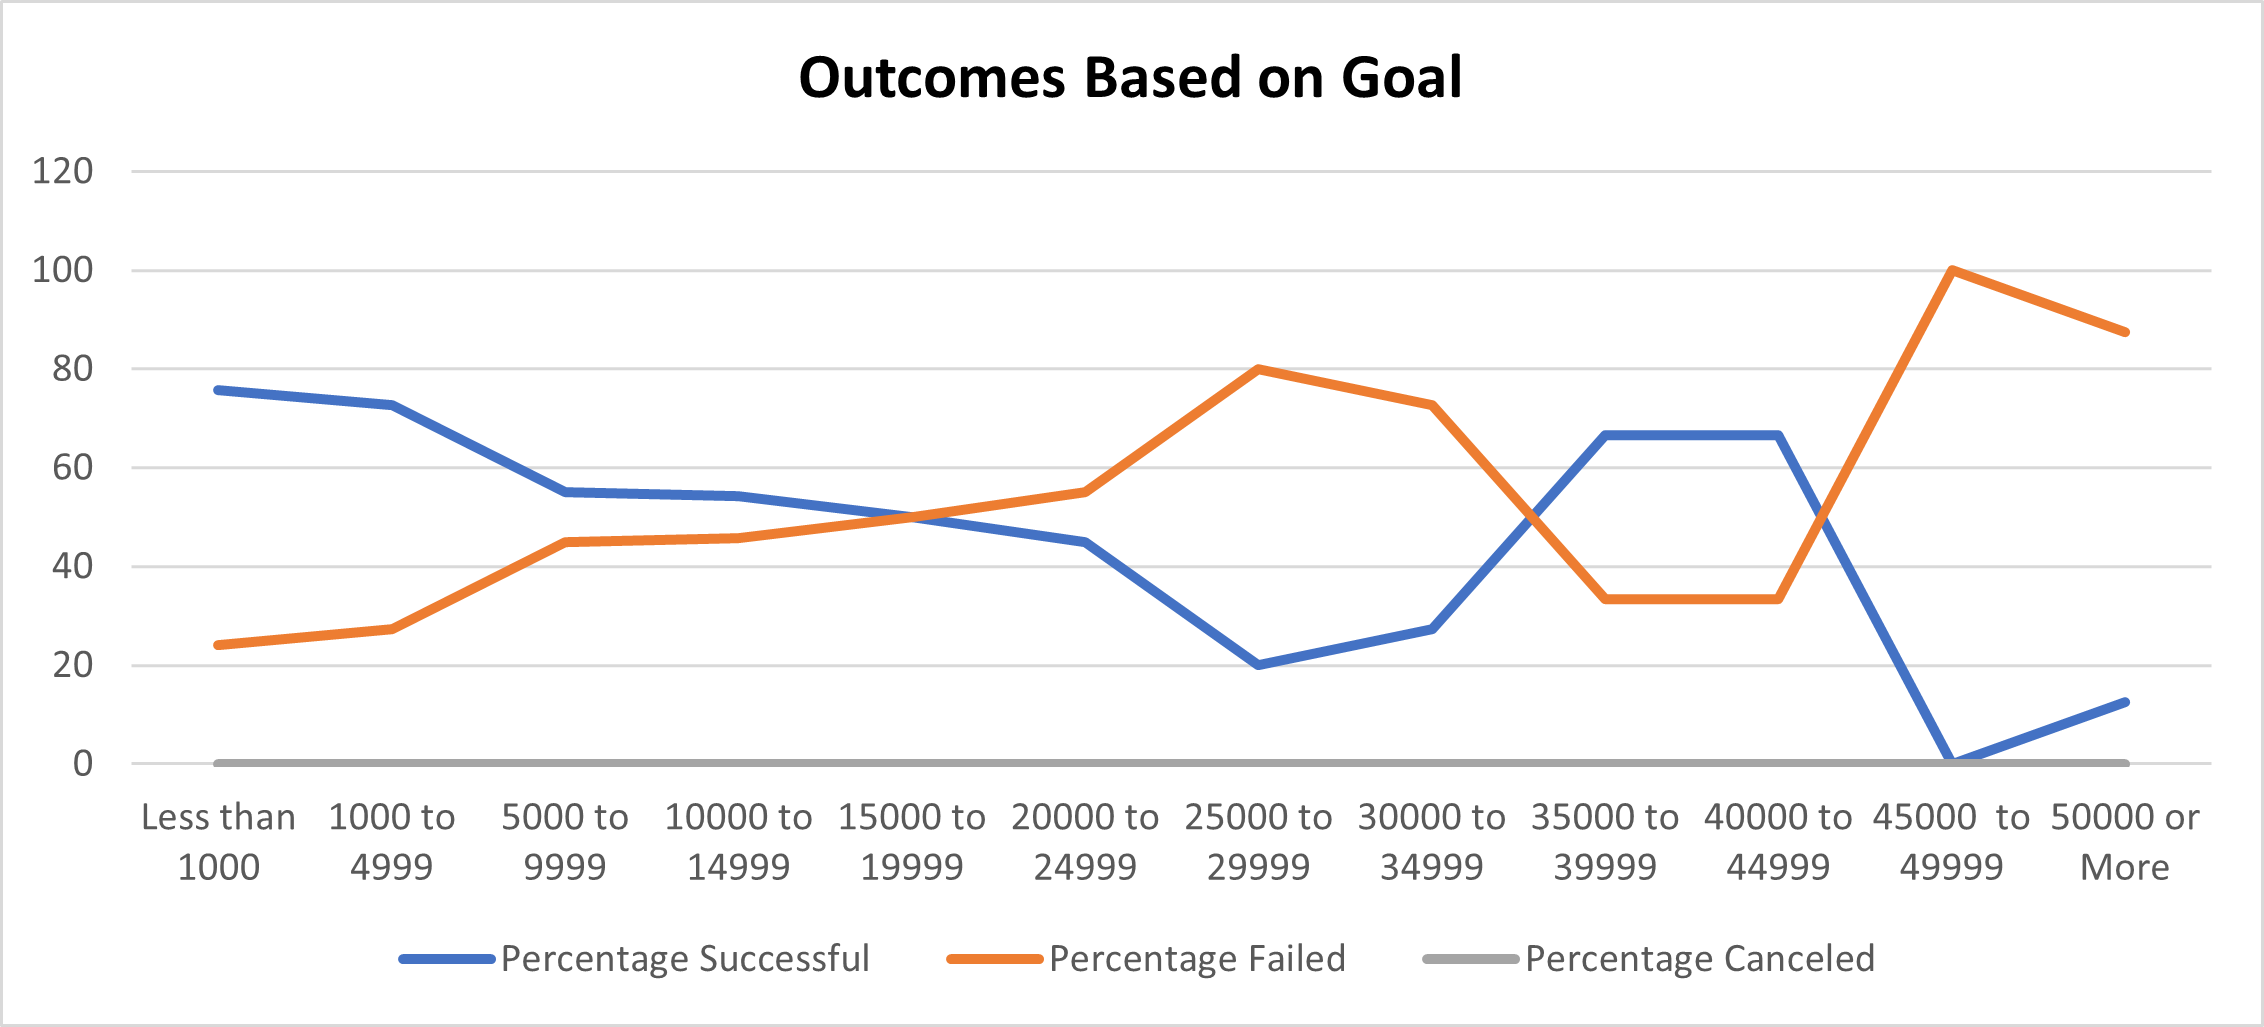 Outcomes Based on Goal
120
100
80
60
40
20
0
Less than 1000 to 5000 to 10000 to 15000 to 20000 to 25000 to 30000 to 35000 to 40000 to 45000  to 50000 or
1000 4999 9999 14999 19999 24999 29999 34999 39999 44999 49999 More
Percentage Successful Percentage Failed Percentage Canceled